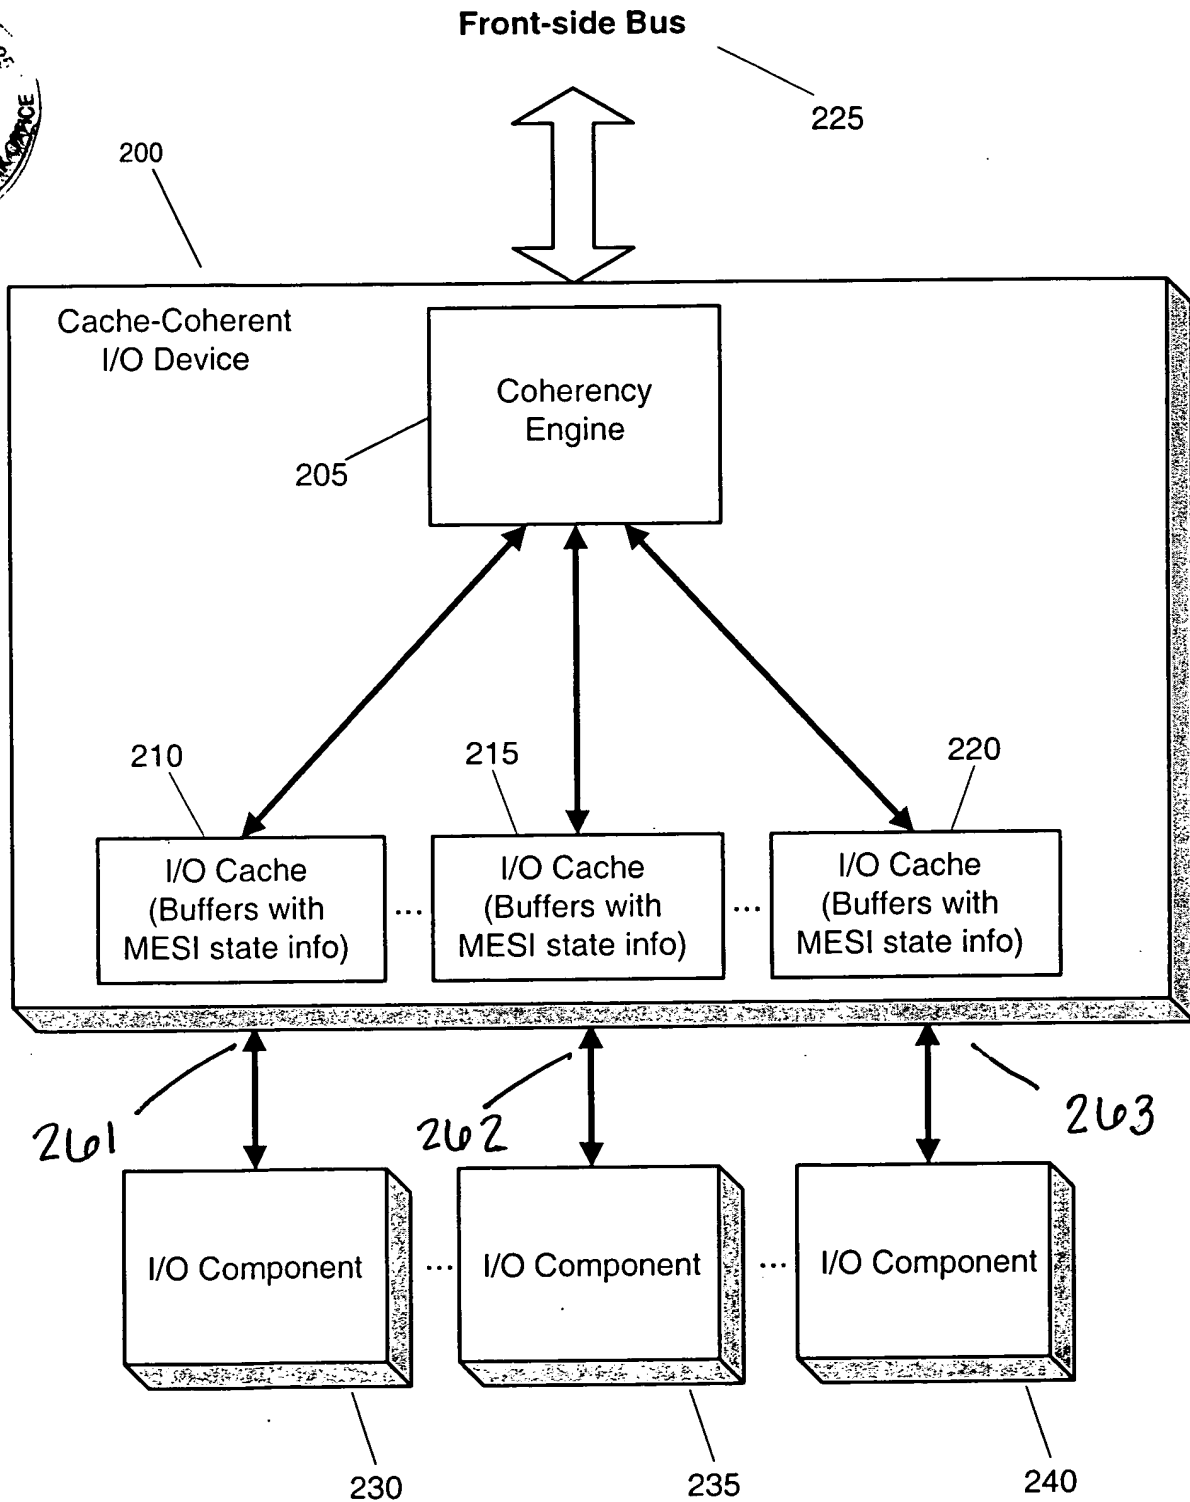 Front-side Bus
225
200
Cache-Coherent
I/O Device
Coherency
Engine
205
210
215
220
I/O Cache
(Buffers with
MESI state info)
...
I/O Cache
(Buffers with
MESI state info)
...
I/O Cache
(Buffers with
MESI state info)
261
262
263
I/O Component
...
I/O Component
...
I/O Component
230
235
240